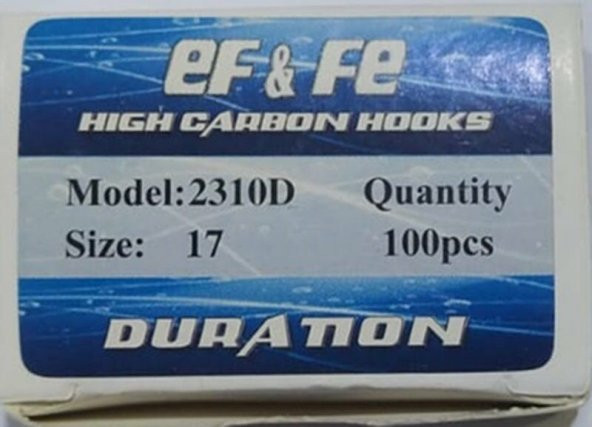 EF & FE
HIGH CARBON HOOKS
Model:2310D Quantity
Size: 17 100pcs
DURATION